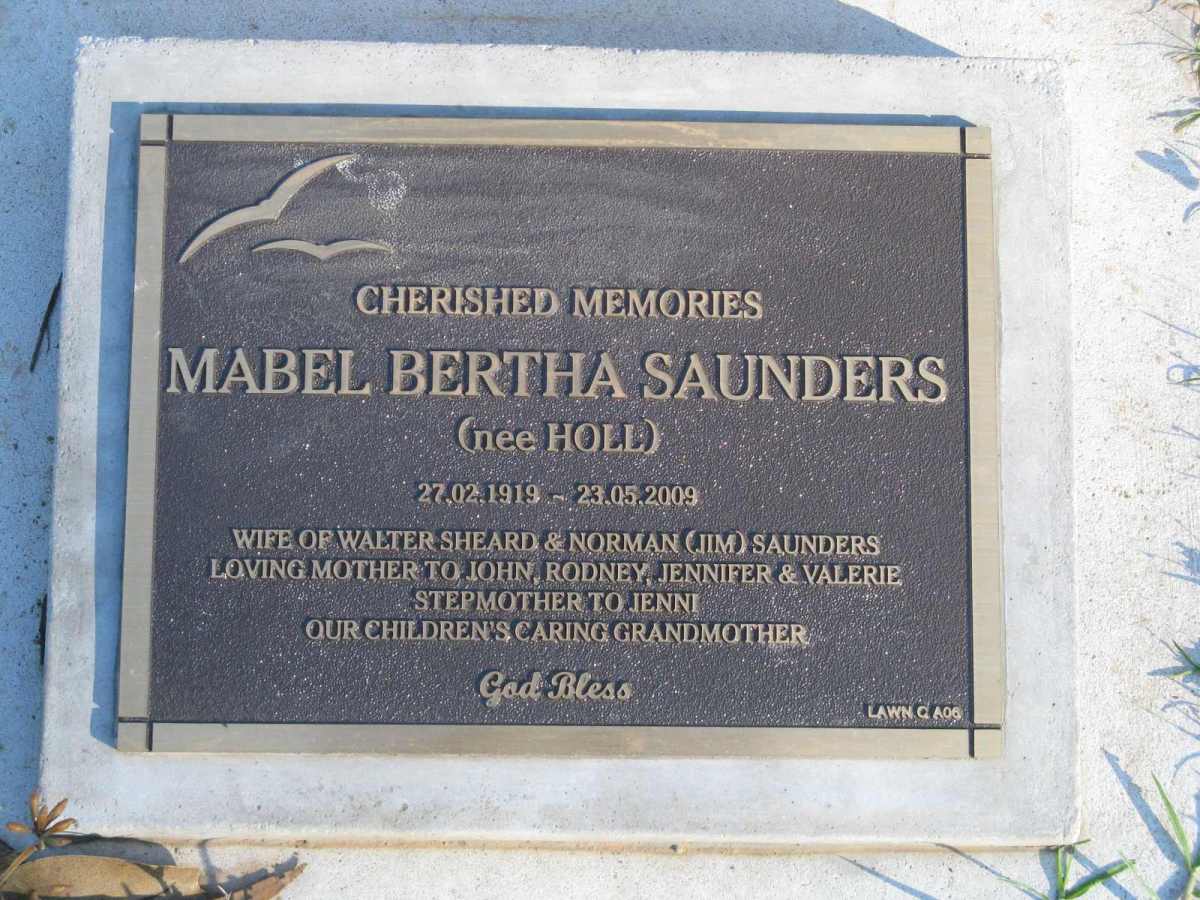 CHERISHED MEMORIES
MABEL BERTHA SAUNDERS
(nee HOLL)
27.02.1919 ~ 23.05.2009
WIFE OF WALTER SHEARD & NORMAN (JIM) SAUNDERS
LOVING MOTHER TO JOHN, RODNEY, JENNIFER & VALERIE
STEPMOTHER TO JENNI
OUR CHILDREN'S CARING GRANDMOTHER
God Bless
LAWN C A06